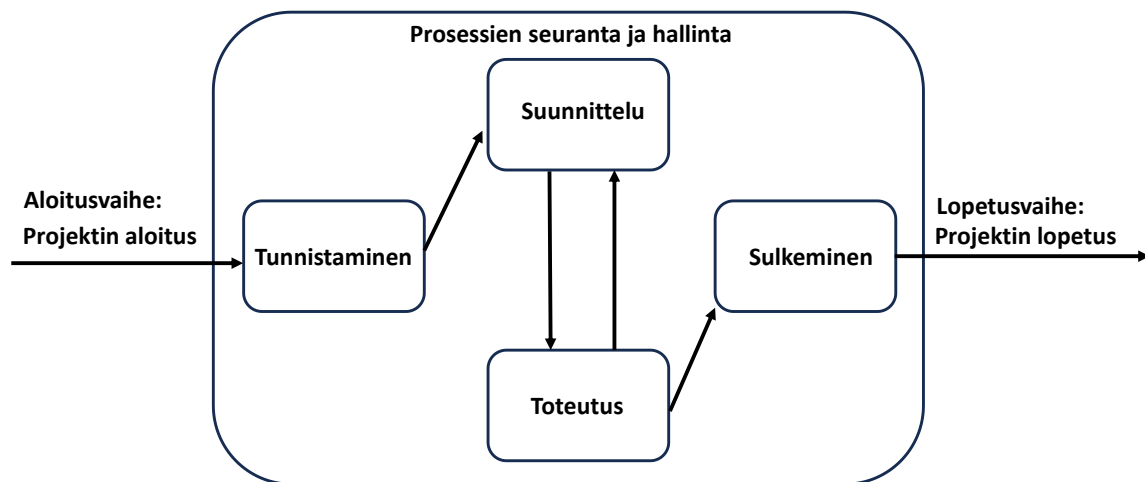 Prosessien seuranta ja hallinta
Suunnittelu
Aloitusvaihe:
Projektin aloitus
Tunnistaminen
Sulkeminen
Lopetusvaihe:
Projektin lopetus
Toteutus